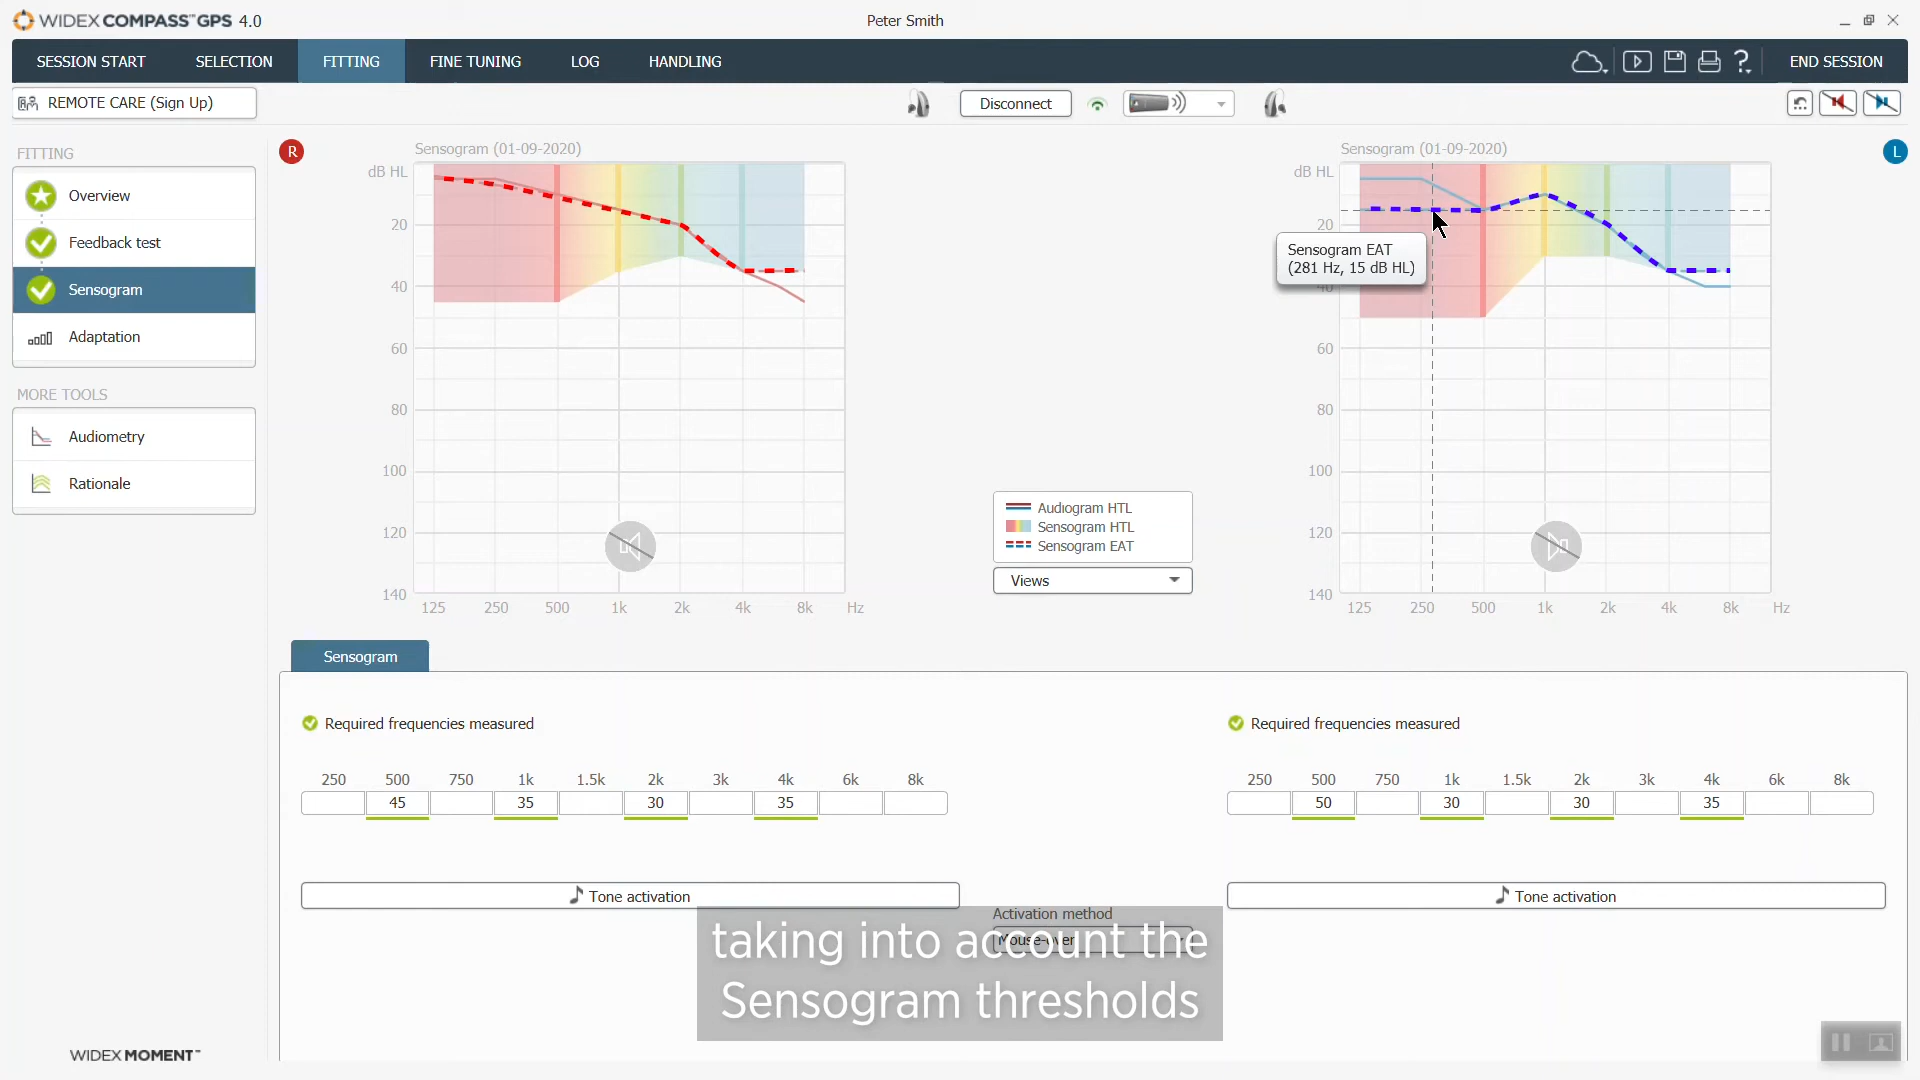 WIDEX COMPASS™ GPS 4.0
Peter Smith
SESSION START SELECTION FITTING FINE TUNING LOG HANDLING
END SESSION
REMOTE CARE (Sign Up)
Disconnect
FITTING
Overview
Feedback test
Sensogram
Adaptation
MORE TOOLS
Audiometry
Rationale
R
Sensogram (01-09-2020)
dB HL
20
40
60
80
100
120
140
125 250 500 1k 2k 4k 8k Hz
Audiogram HTL
Sensogram HTL
Sensogram EAT
Views
L
Sensogram (01-09-2020)
dB HL
20
Sensogram EAT
(281 Hz, 15 dB HL)
40
60
80
100
120
140
125 250 500 1k 2k 4k 8k Hz
Sensogram
Required frequencies measured
250 500 750 1k 1.5k 2k 3k 4k 6k 8k
45 35 30 35
Tone activation
Required frequencies measured
250 500 750 1k 1.5k 2k 3k 4k 6k 8k
50 30 30 35
Tone activation
Activation method
Mouse-over
taking into account the
Sensogram thresholds
WIDEX MOMENT™